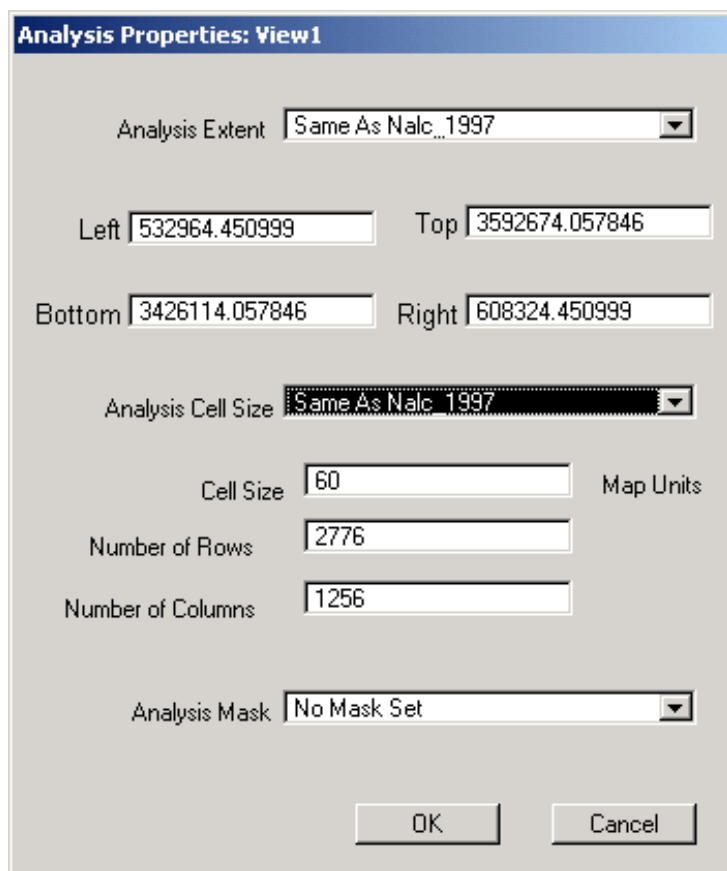 Analysis Properties: View1
Analysis Extent Same As Nalc_1997
Left 532964.450999 Top 3592674.057846
Bottom 3426114.057846 Right 608324.450999
Analysis Cell Size Same As Nalc_1997
Cell Size 60 Map Units
Number of Rows 2776
Number of Columns 1256
Analysis Mask No Mask Set
OK Cancel